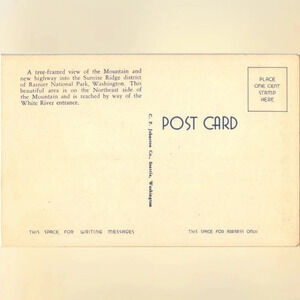 A tree-framed view of the Mountain and
new highway into the Sunrise Ridge district
of Rainier National Park, Washington. This
beautiful area is on the Northeast side of
the Mountain and is reached by way of the
White River entrance.
PLACE
ONE CENT
STAMP
HERE
C. P. Johnston Co., Seattle, Washington
POST CARD
THIS SPACE FOR WRITING MESSAGES
THIS SPACE FOR ADDRESS ONLY